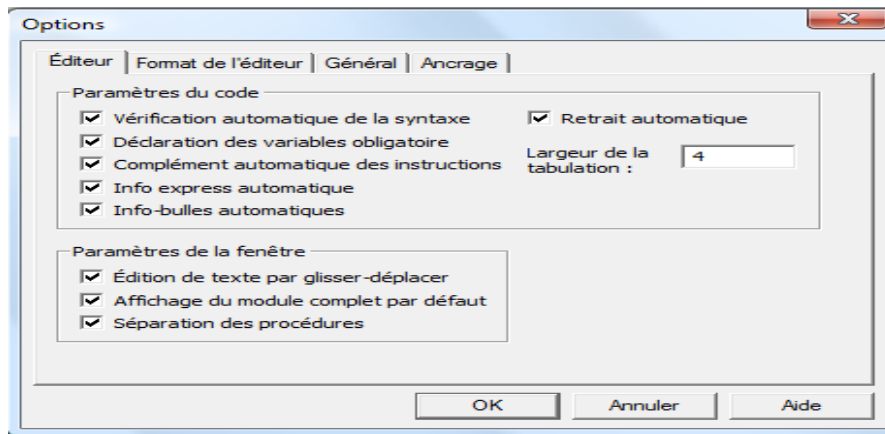 Options
Éditeur
Format de l'éditeur
Général
Ancrage
Paramètres du code
Vérification automatique de la syntaxe
Retrait automatique
Déclaration des variables obligatoire
Largeur de la
tabulation :
4
Complément automatique des instructions
Info express automatique
Info-bulles automatiques
Paramètres de la fenêtre
Édition de texte par glisser-déplacer
Affichage du module complet par défaut
Séparation des procédures
OK
Annuler
Aide